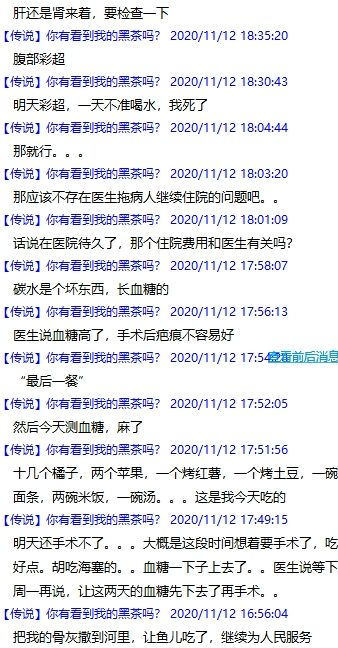 肝还是肾来着，要检查一下
【传说】你有看到我的黑茶吗? 2020/11/12 18:35:20
腹部彩超
【传说】你有看到我的黑茶吗? 2020/11/12 18:30:43
明天彩超，一天不准喝水，我死了
【传说】你有看到我的黑茶吗? 2020/11/12 18:04:44
那就行。。。
【传说】你有看到我的黑茶吗? 2020/11/12 18:03:20
那应该不存在医生拖病人继续住院的问题吧。。
【传说】你有看到我的黑茶吗? 2020/11/12 18:01:09
话说在医院待久了，那个住院费用和医生有关吗?
【传说】你有看到我的黑茶吗? 2020/11/12 17:58:07
碳水是个坏东西，长血糖的
【传说】你有看到我的黑茶吗? 2020/11/12 17:56:13
医生说血糖高了，手术后疤痕不容易好
【传说】你有看到我的黑茶吗? 2020/11/12 查看前后消息
“最后一餐”
【传说】你有看到我的黑茶吗? 2020/11/12 17:52:05
然后今天测血糖，麻了
【传说】你有看到我的黑茶吗? 2020/11/12 17:51:56
十几个橘子，两个苹果，一个烤红薯，一个烤土豆，一碗
面条，两碗米饭，一碗汤。。。这是我今天吃的
【传说】你有看到我的黑茶吗? 2020/11/12 17:49:15
明天还手术不了。。。大概是这段时间想着要手术了，吃
好点。胡吃海塞的。。血糖一下子上去了。。医生说等下
周一再说，让这两天的血糖先下去了再手术。。
【传说】你有看到我的黑茶吗? 2020/11/12 16:56:04
把我的骨灰撒到河里，让鱼儿吃了，继续为人民服务